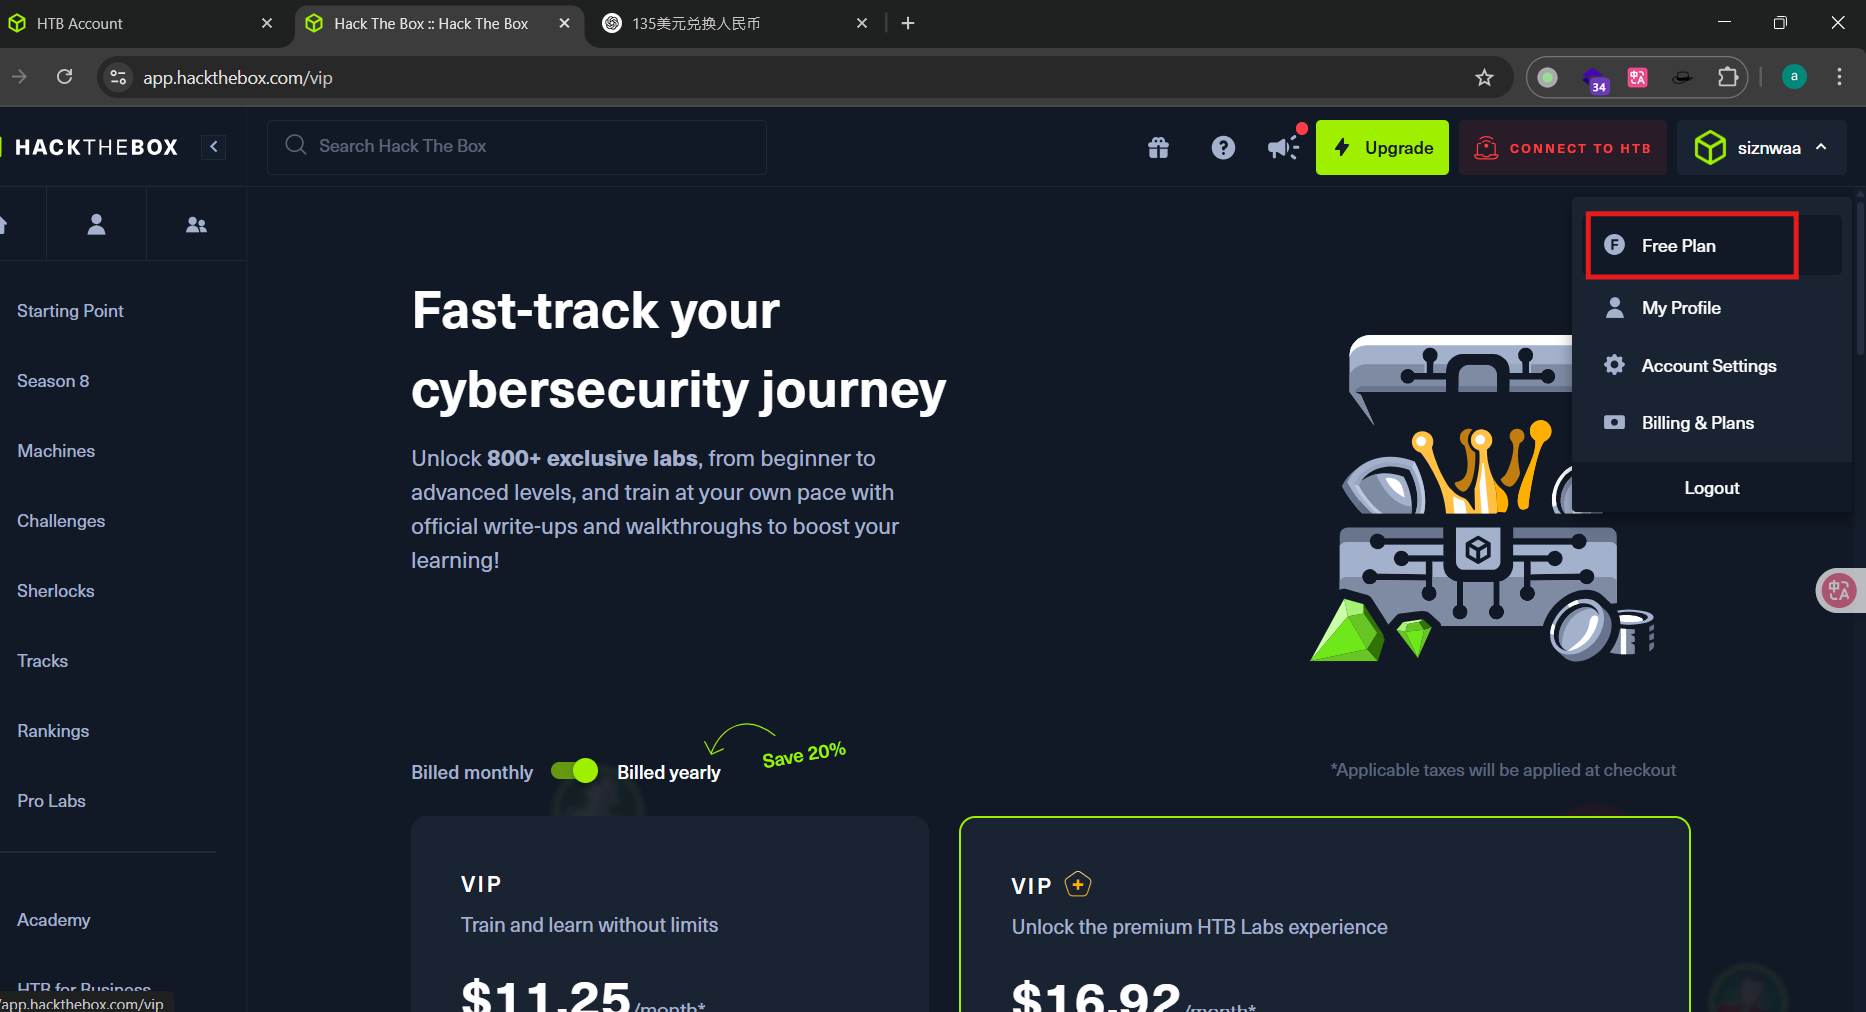 HTB Account
Hack The Box :: Hack The Box
135美元兑换人民币
app.hackthebox.com/vip
34
a
HACKTHEBOX
Search Hack The Box
Upgrade
CONNECT TO HTB
siznwaa
F Free Plan
My Profile
Account Settings
Billing & Plans
Logout
Starting Point
Season 8
Machines
Challenges
Sherlocks
Tracks
Rankings
Pro Labs
Academy
HTB for Business
/app.hackthebox.com/vip
Fast-track your
cybersecurity journey
Unlock 800+ exclusive labs, from beginner to
advanced levels, and train at your own pace with
official write-ups and walkthroughs to boost your
learning!
Billed monthly
Billed yearly
Save 20%
*Applicable taxes will be applied at checkout
VIP
Train and learn without limits
$11.25/month*
VIP +
Unlock the premium HTB Labs experience
$16.92/month*